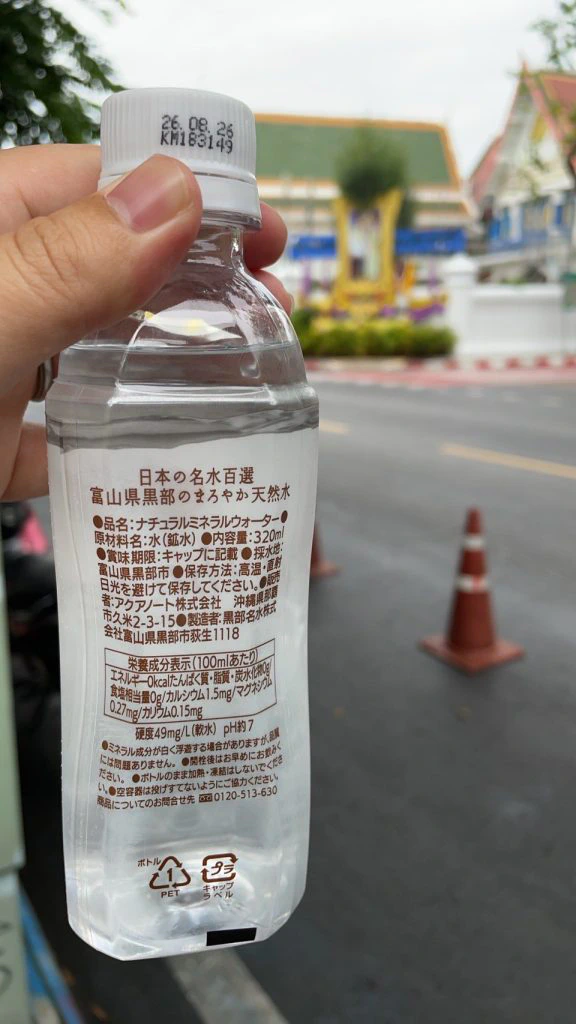 26.08.26
KM183149
日本の名水百選
富山県黒部のまろやか天然水
●品名:ナチュラルミネラルウォーター●
原材料名:水(鉱水)●内容量:320ml
●賞味期限:キャップに記載●採水地:
富山県黒部市●保存方法:高温・直射
日光を避けて保存してください。●販売
者:アクアノート株式会社 沖縄県那覇
市久米2-3-15●製造者:黒部名水株式
会社富山県黒部市荻生1118
栄養成分表示(100mlあたり)
エネルギー0kcalたんぱく質・脂質・炭水化物0g
食塩相当量0g/カルシウム1.5mg/マグネシウム
0.27mg/カリウム0.15mg
硬度49mg/L(軟水) pH約7
●ミネラル成分が白く浮遊する場合がありますが、品質
には問題ありません。●開栓後はお早めにお飲みく
ださい。●ボトルのまま加熱・凍結はしないでくださ
い。●空容器は投げすてないようにご協力ください。
商品についてのお問合せ先 0120-513-630
ボトル 1 PET
プラ
キャップ
ラベル